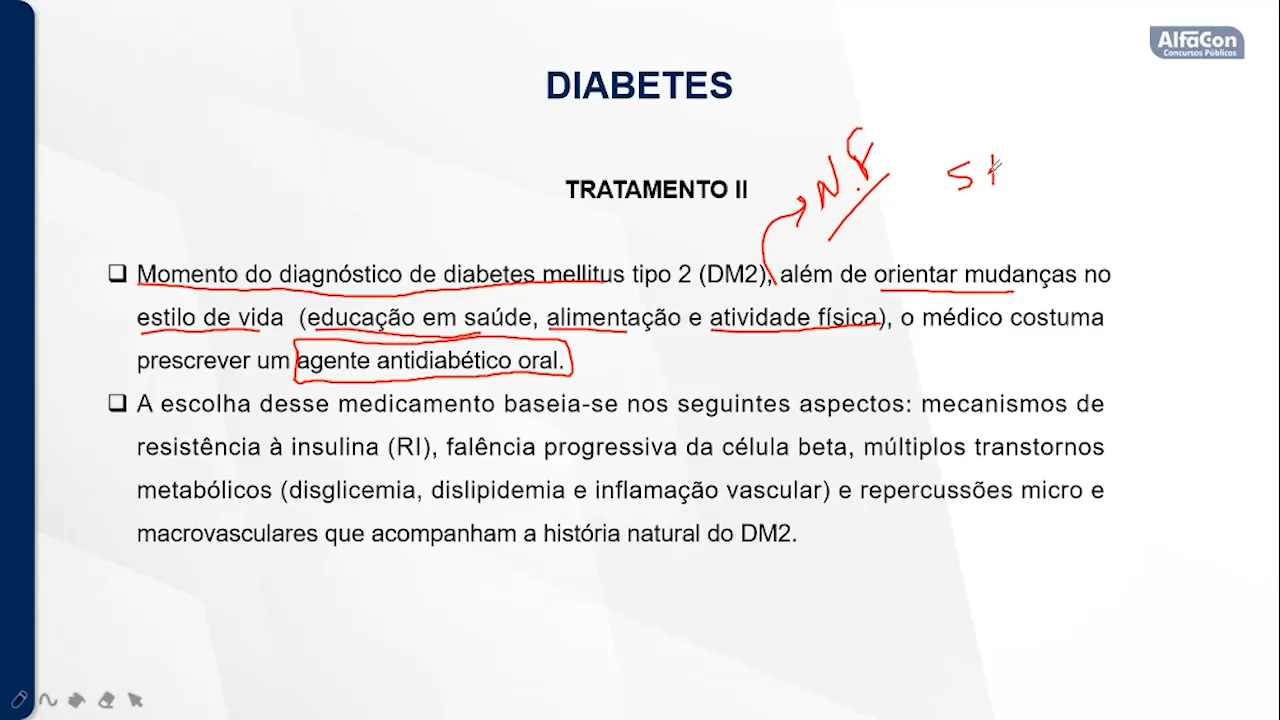 AlfaCon
Concursos Públicos
DIABETES
TRATAMENTO II
N.F
Momento do diagnóstico de diabetes mellitus tipo 2 (DM2), além de orientar mudanças no
estilo de vida (educação em saúde, alimentação e atividade física), o médico costuma
prescrever um agente antidiabético oral.
A escolha desse medicamento baseia-se nos seguintes aspectos: mecanismos de
resistência à insulina (RI), falência progressiva da célula beta, múltiplos transtornos
metabólicos (disglicemia, dislipidemia e inflamação vascular) e repercussões micro e
macrovasculares que acompanham a história natural do DM2.